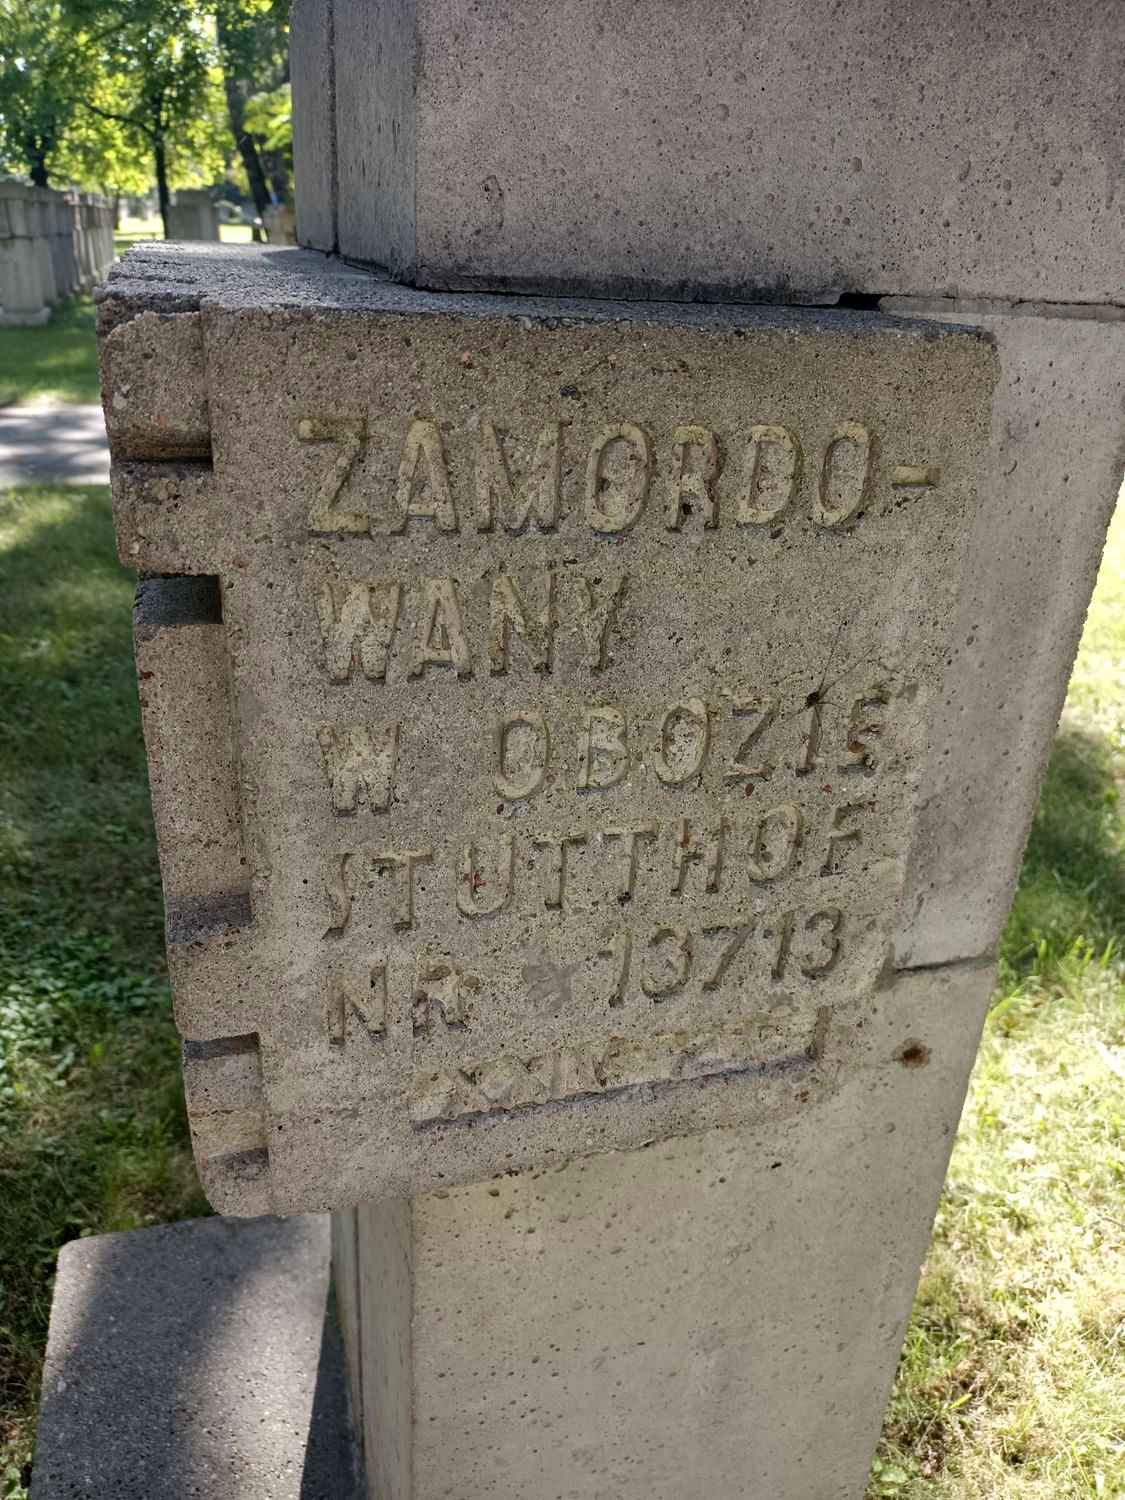 ZAMORDO-
WANY
W OBOZIE
STUTTHOF
NR 13713